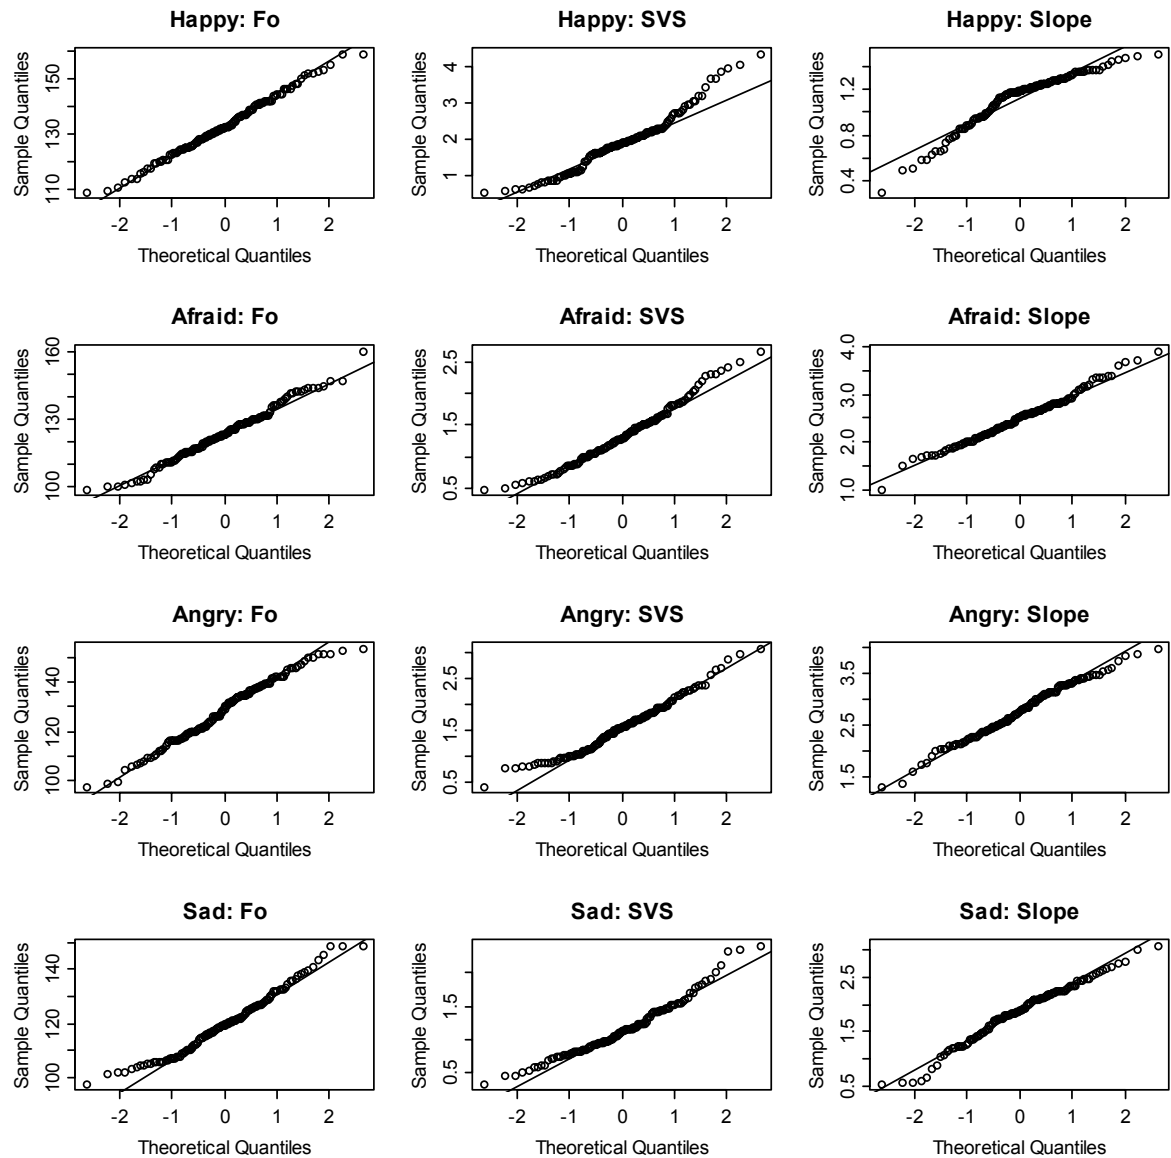 Happy: Fo
Happy: SVS
Happy: Slope
Sample Quantiles
110 130 150
-2 -1 0 1 2
Theoretical Quantiles
Sample Quantiles
1 2 3 4
-2 -1 0 1 2
Theoretical Quantiles
Sample Quantiles
0.4 0.8 1.2
-2 -1 0 1 2
Theoretical Quantiles
Afraid: Fo
Afraid: SVS
Afraid: Slope
Sample Quantiles
100 130 160
-2 -1 0 1 2
Theoretical Quantiles
Sample Quantiles
0.5 1.5 2.5
-2 -1 0 1 2
Theoretical Quantiles
Sample Quantiles
1.0 2.0 3.0 4.0
-2 -1 0 1 2
Theoretical Quantiles
Angry: Fo
Angry: SVS
Angry: Slope
Sample Quantiles
100 120 140
-2 -1 0 1 2
Theoretical Quantiles
Sample Quantiles
0.5 1.5 2.5
-2 -1 0 1 2
Theoretical Quantiles
Sample Quantiles
1.5 2.5 3.5
-2 -1 0 1 2
Theoretical Quantiles
Sad: Fo
Sad: SVS
Sad: Slope
Sample Quantiles
100 120 140
-2 -1 0 1 2
Theoretical Quantiles
Sample Quantiles
0.5 1.5
-2 -1 0 1 2
Theoretical Quantiles
Sample Quantiles
0.5 1.5 2.5
-2 -1 0 1 2
Theoretical Quantiles